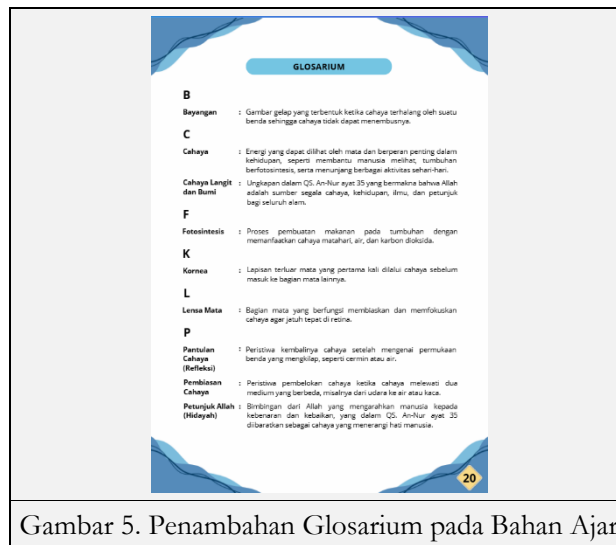 GLOSARIUM
B
Bayangan : Gambar gelap yang terbentuk ketika cahaya terhalang oleh suatu
benda sehingga cahaya tidak dapat menembusnya.
C
Cahaya : Energi yang dapat dilihat oleh mata dan berperan penting dalam
kehidupan, seperti membantu manusia melihat, tumbuhan
berfotosintesis, serta menunjang berbagai aktivitas sehari-hari.
Cahaya Langit : Ungkapan dalam QS. An-Nur ayat 35 yang bermakna bahwa Allah
dan Bumi adalah sumber segala cahaya, kehidupan, ilmu, dan petunjuk
bagi seluruh alam.
F
Fotosintesis : Proses pembuatan makanan pada tumbuhan dengan
memanfaatkan cahaya matahari, air, dan karbon dioksida.
K
Kornea : Lapisan terluar mata yang pertama kali dilalui cahaya sebelum
masuk ke bagian mata lainnya.
L
Lensa Mata : Bagian mata yang berfungsi membiaskan dan memfokuskan
cahaya agar jatuh tepat di retina.
P
Pantulan : Peristiwa kembalinya cahaya setelah mengenai permukaan
Cahaya benda yang mengkilap, seperti cermin atau air.
(Refleksi)
Pembiasan : Peristiwa pembelokan cahaya ketika cahaya melewati dua
Cahaya medium yang berbeda, misalnya dari udara ke air atau kaca.
Petunjuk Allah : Bimbingan dari Allah yang mengarahkan manusia kepada
(Hidayah) kebenaran dan kebaikan, yang dalam QS. An-Nur ayat 35
diibaratkan sebagai cahaya yang menerangi hati manusia.
20
Gambar 5. Penambahan Glosarium pada Bahan Ajar